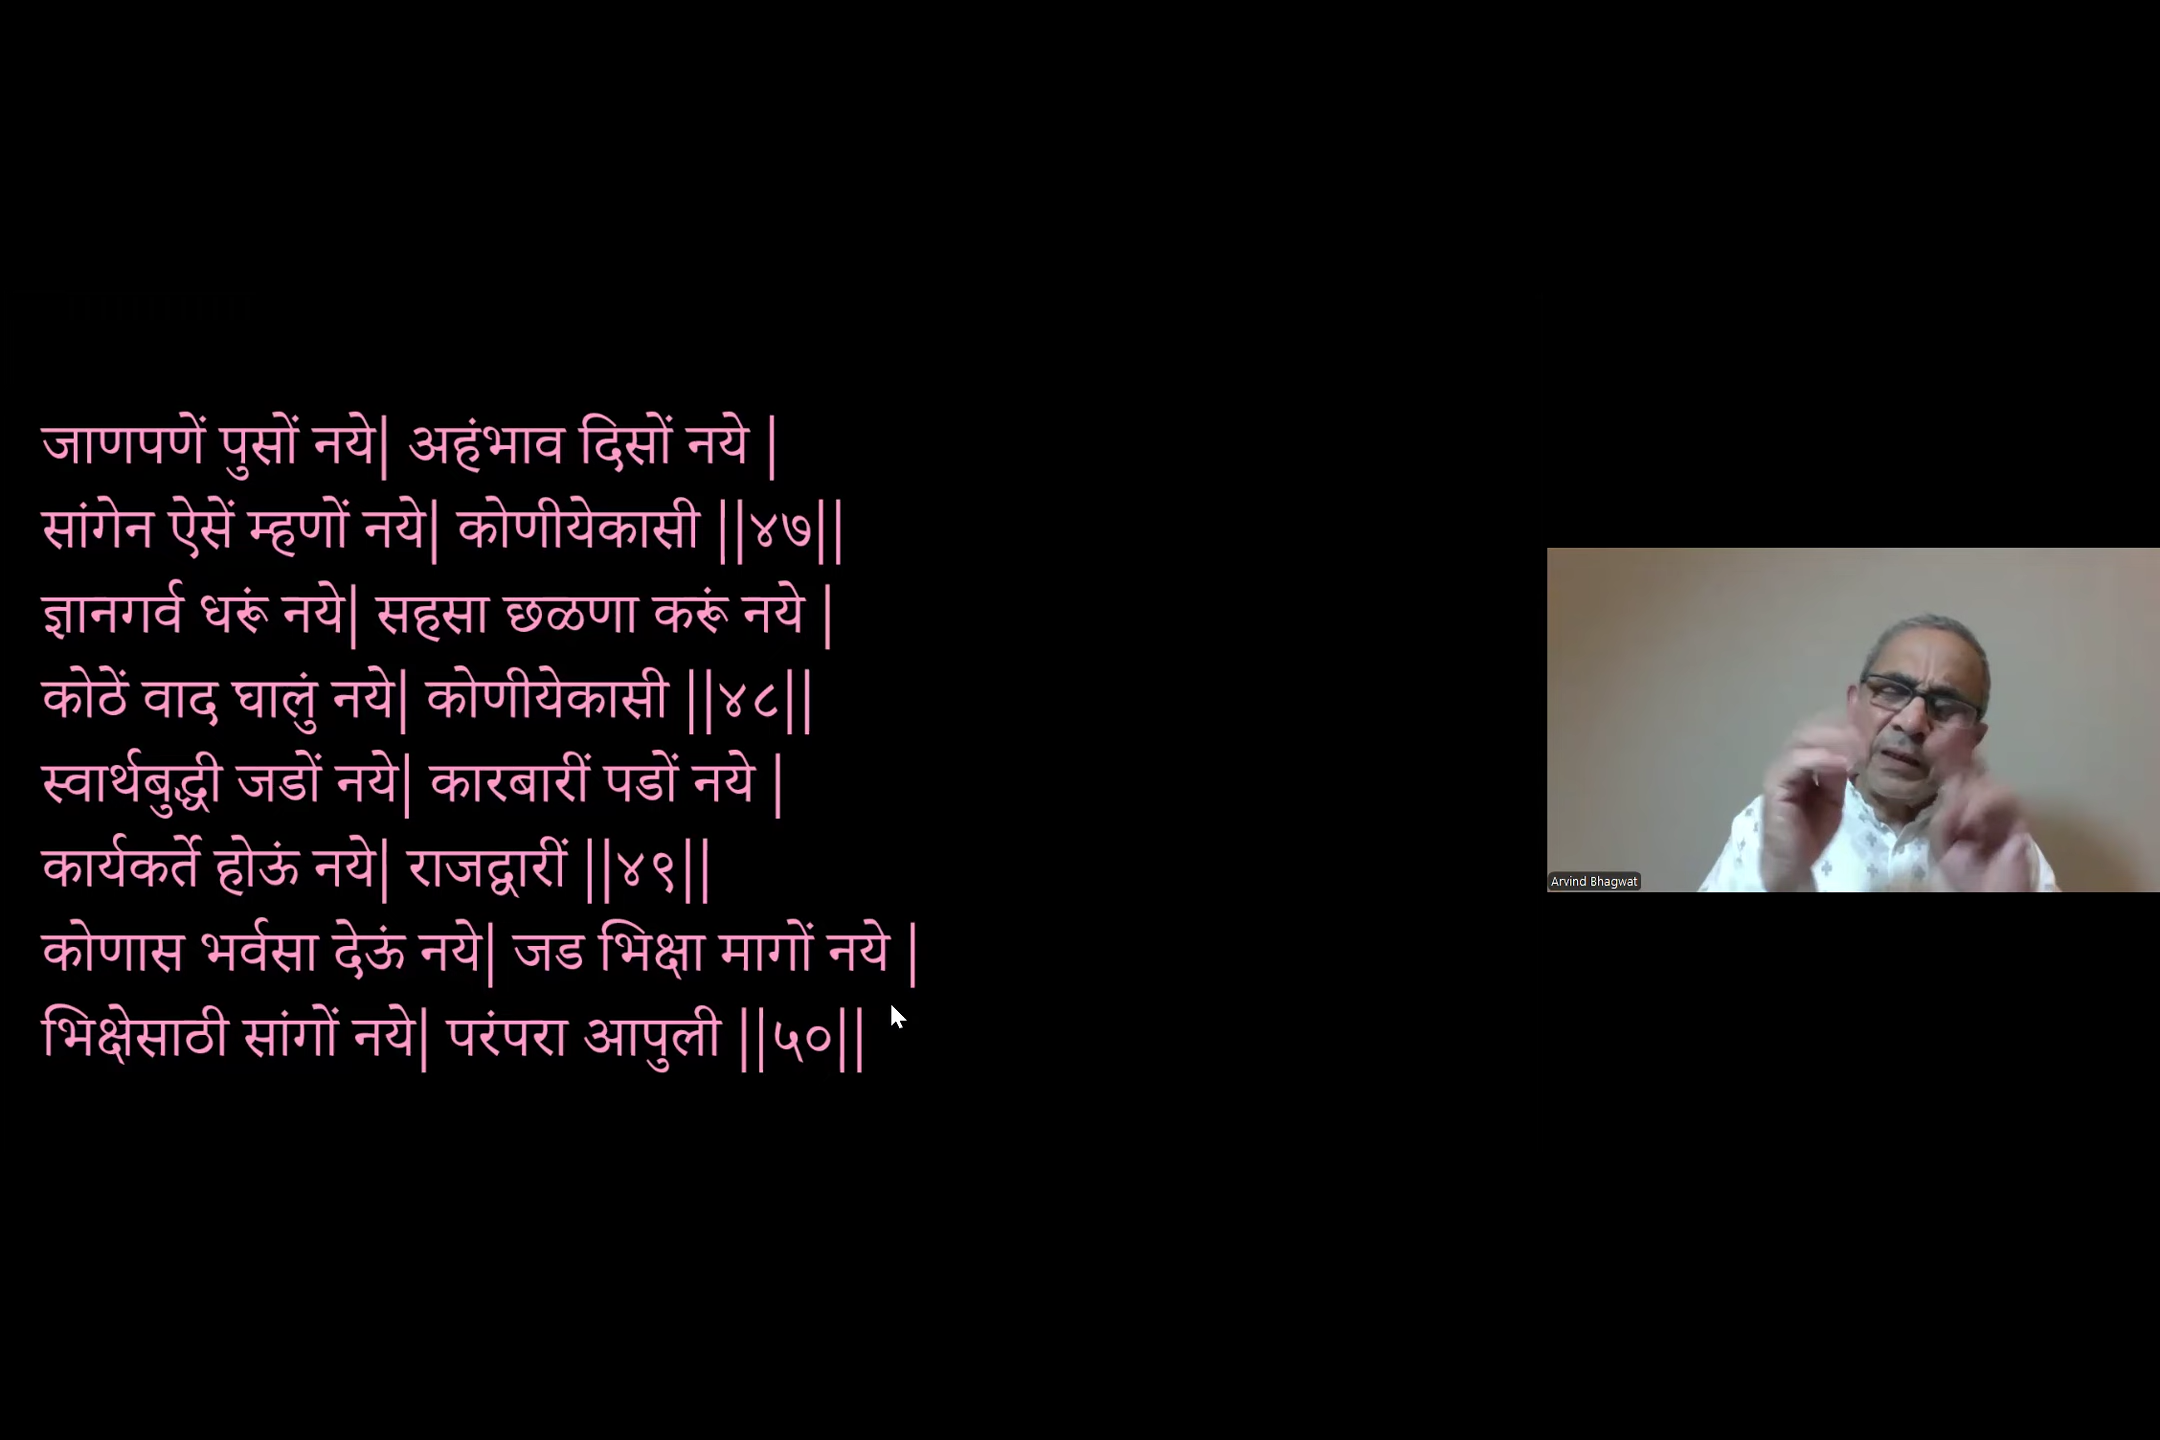 जाणपणें पुसों नये| अहंभाव दिसों नये |
सांगेन ऐसें म्हणों नये| कोणीयेकासी ||४७||
ज्ञानगर्व धरूं नये| सहसा छळणा करूं नये |
कोठें वाद घालुं नये| कोणीयेकासी ||४८||
स्वार्थबुद्धी जडों नये| कारबारीं पडों नये |
कार्यकर्ते होऊं नये| राजद्वारीं ||४९||
कोणास भर्वसा देऊं नये| जड भिक्षा मागों नये |
भिक्षेसाठी सांगों नये| परंपरा आपुली ||५०||
Arvind Bhagwat